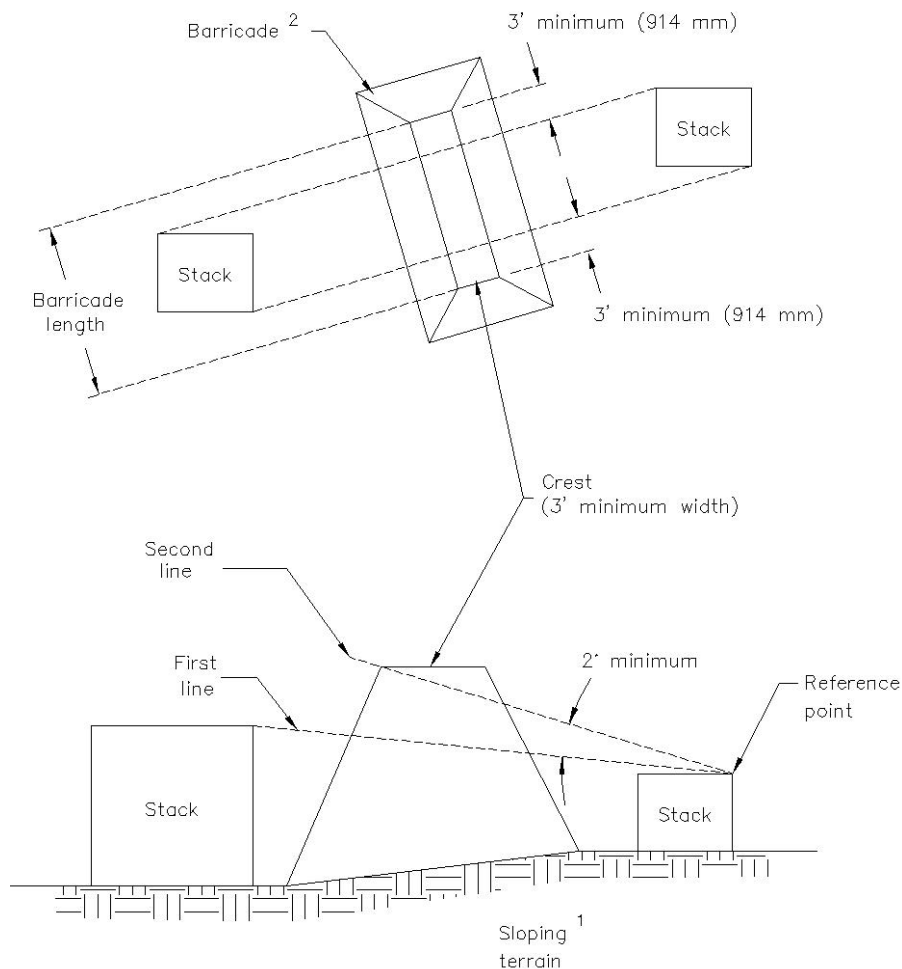 Barricade 2
3' minimum (914 mm)
Stack
Stack
Barricade
length
3' minimum (914 mm)
Crest
(3' minimum width)
Second
line
First
line
2° minimum
Reference
point
Stack
Stack
Sloping 1
terrain